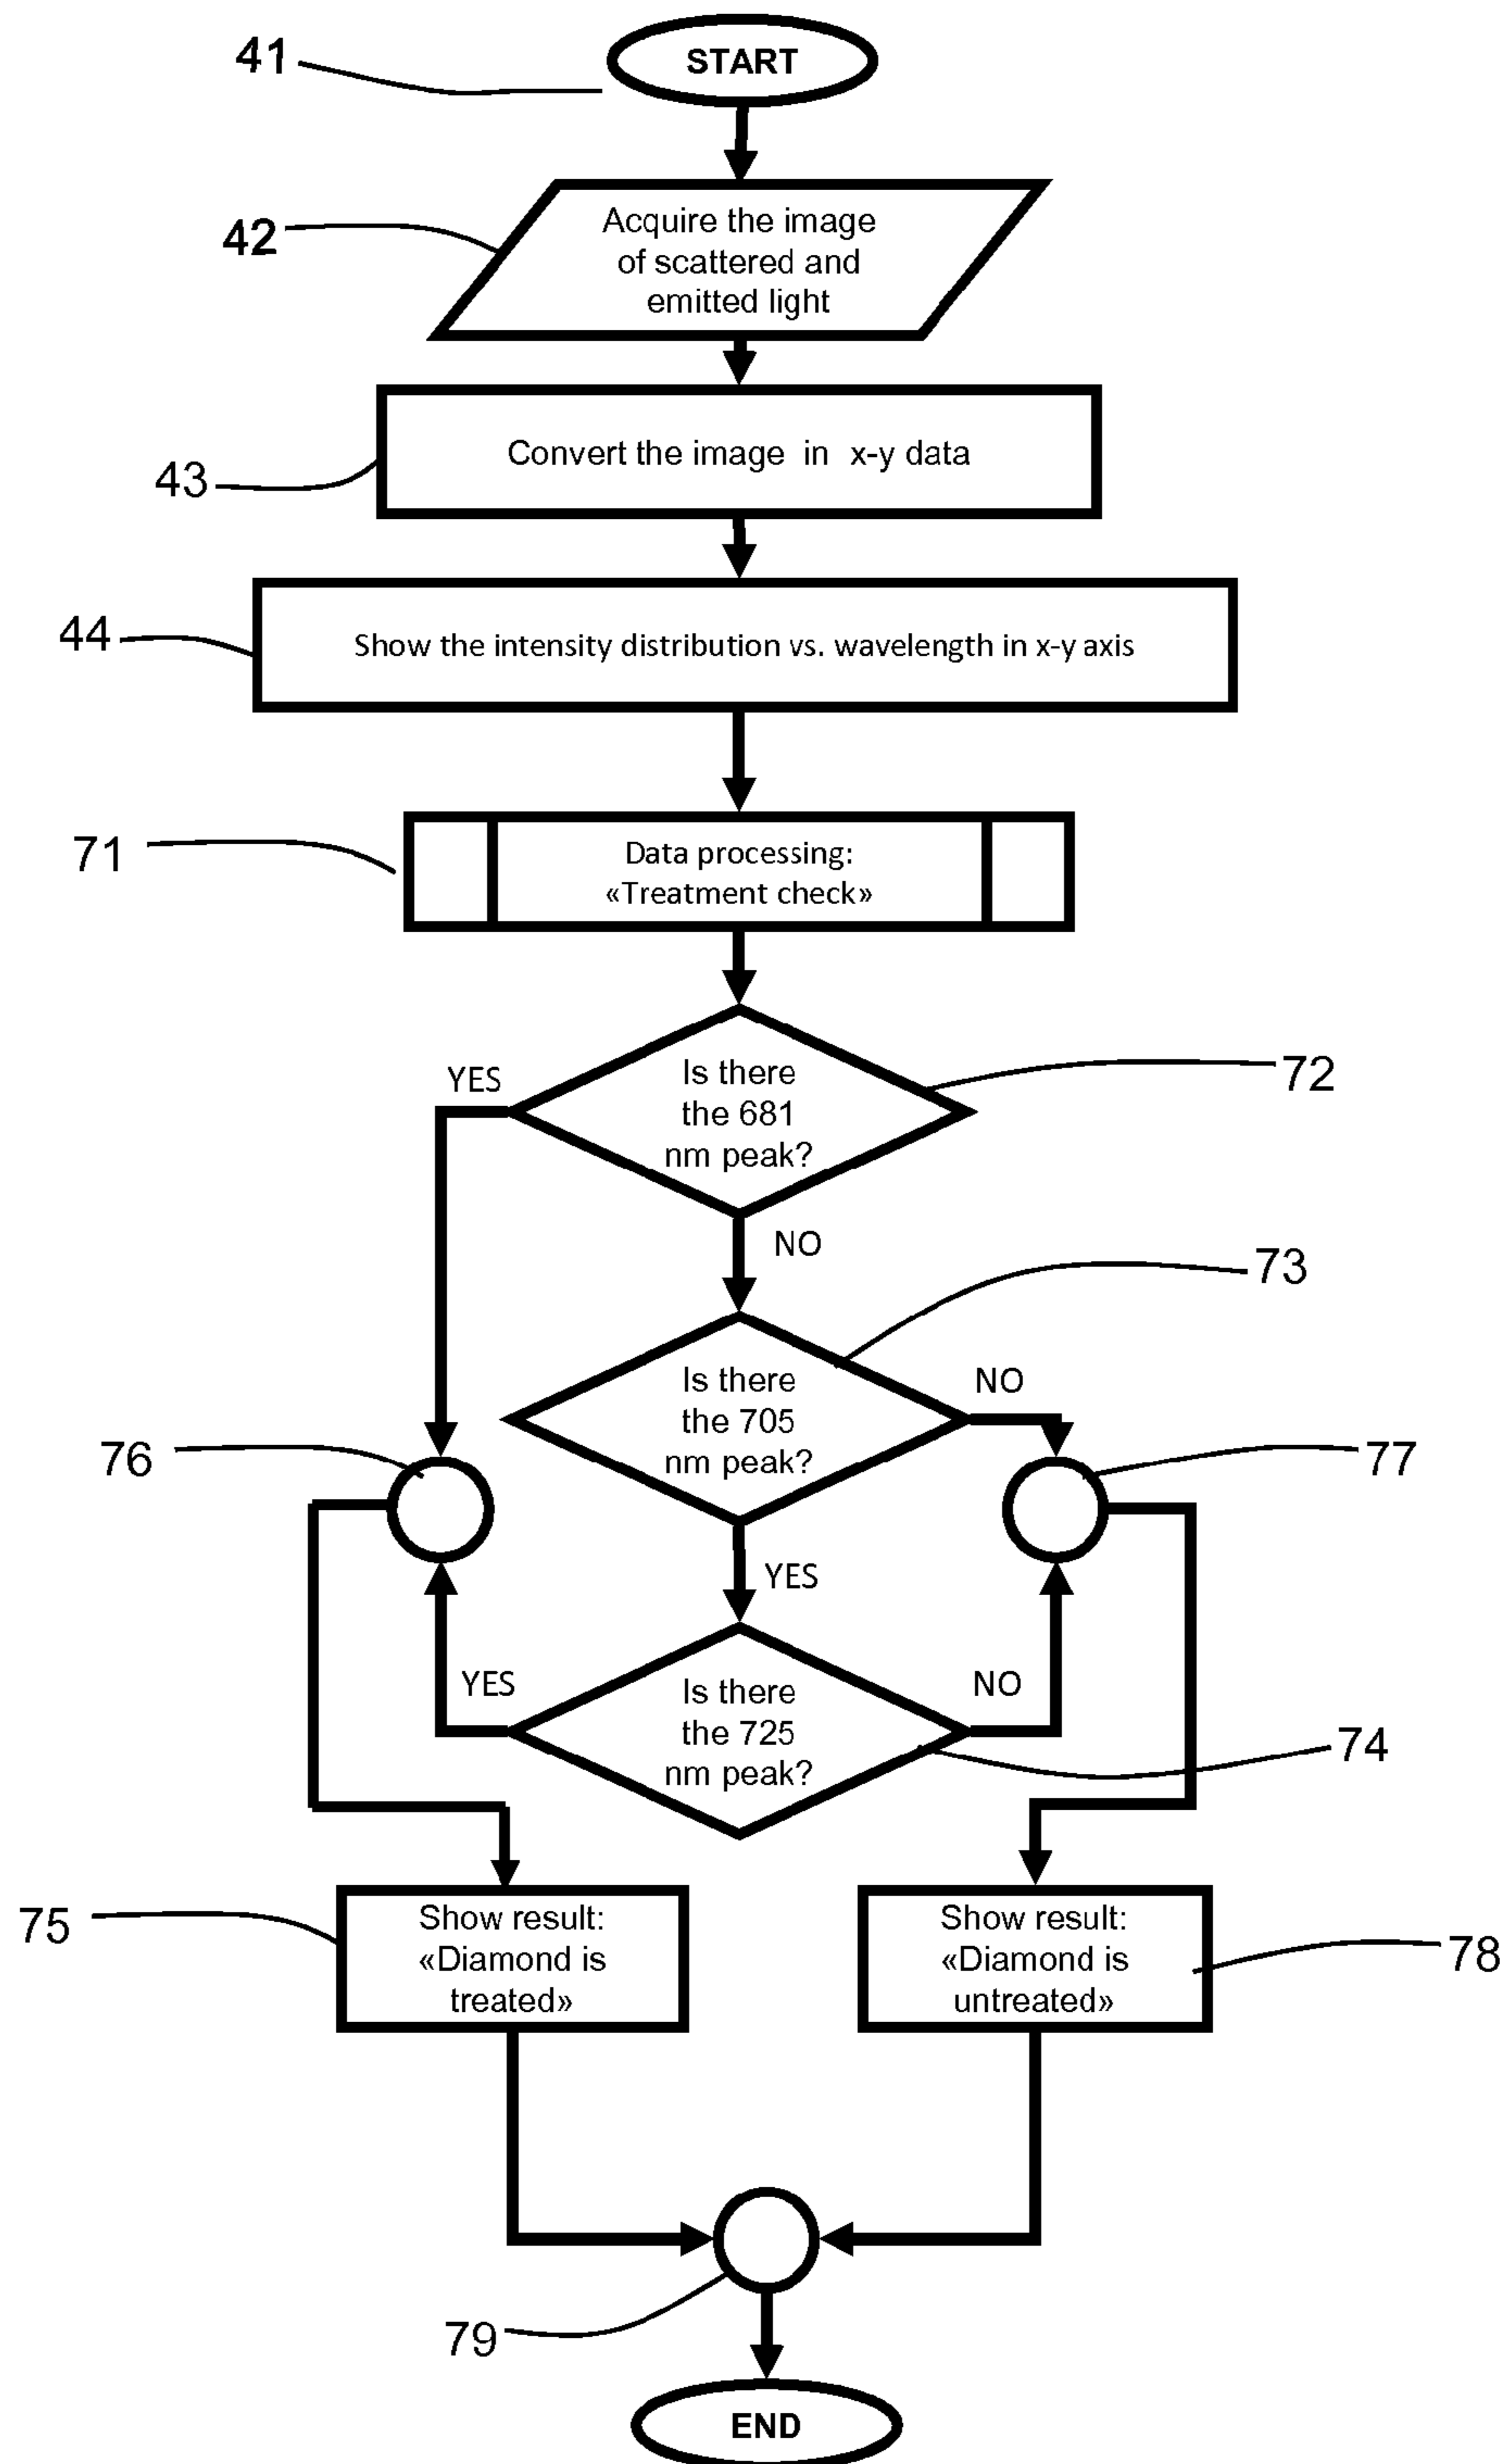 41
START
42
Acquire the image
of scattered and
emitted light
43
Convert the image in x-y data
44
Show the intensity distribution vs. wavelength in x-y axis
71
Data processing:
«Treatment check»
YES
Is there
the 681
nm peak?
72
NO
73
Is there
the 705
nm peak?
NO
76
77
YES
YES
Is there
the 725
nm peak?
NO
74
75
Show result:
«Diamond is
treated»
Show result:
«Diamond is
untreated»
78
79
END